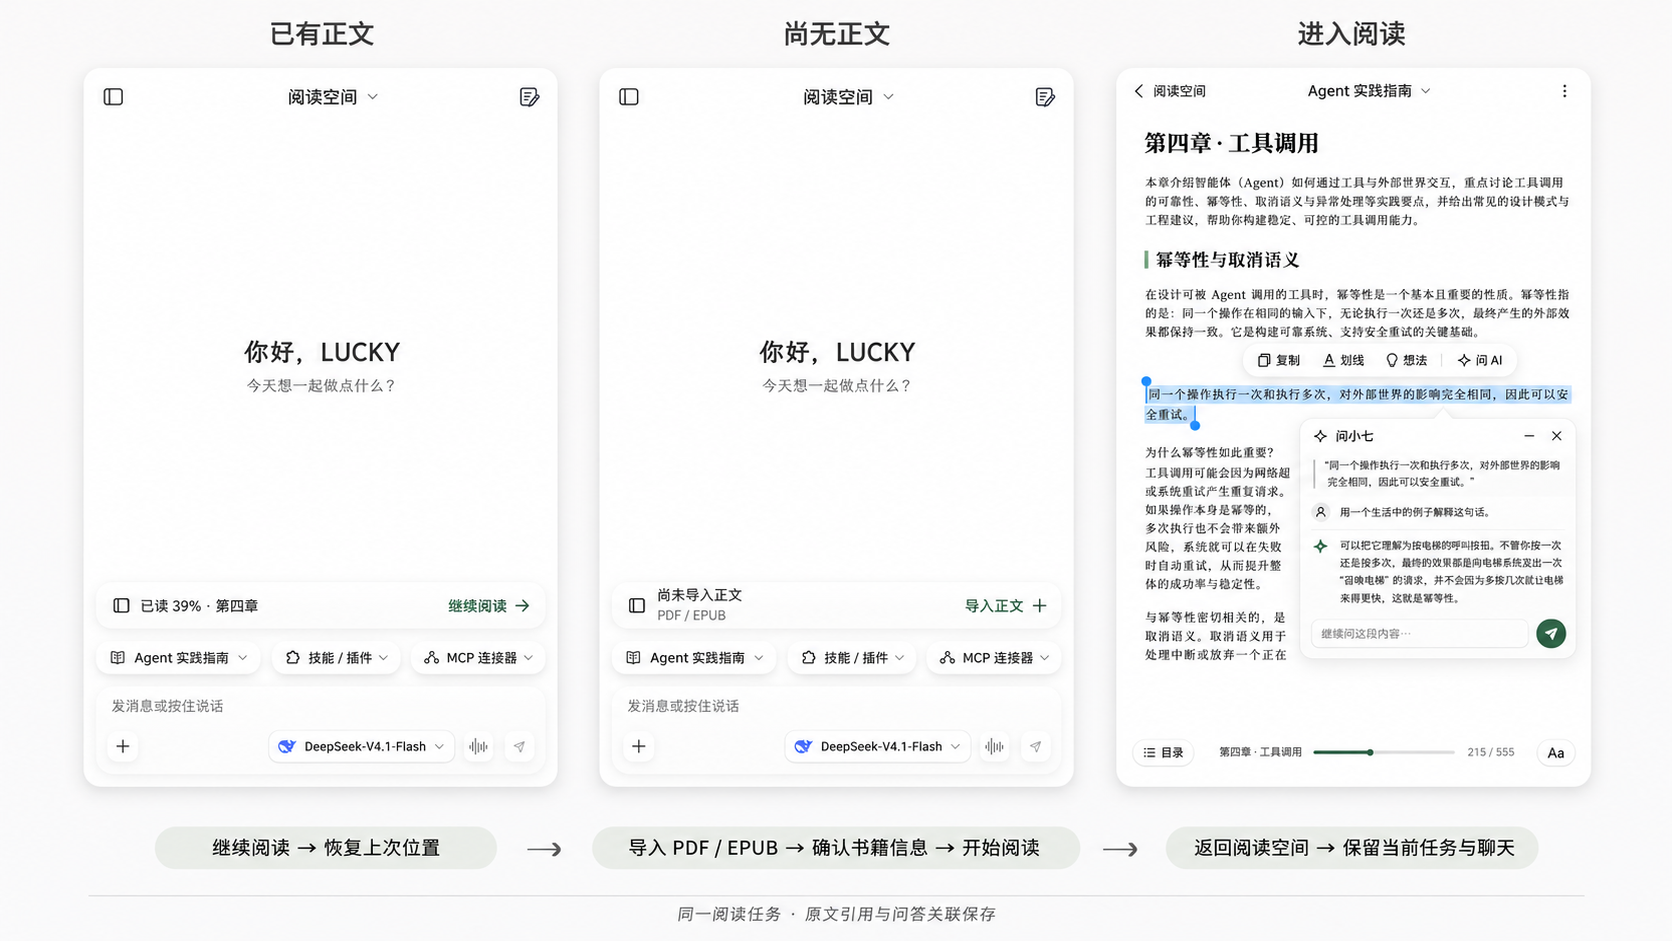 已有正文
阅读空间
你好，LUCKY
今天想一起做点什么？
已读 39% · 第四章
继续阅读 →
Agent 实践指南
技能 / 插件
MCP 连接器
发消息或按住说话
DeepSeek-V4.1-Flash
继续阅读 → 恢复上次位置
尚无正文
阅读空间
你好，LUCKY
今天想一起做点什么？
尚未导入正文
PDF / EPUB
导入正文 +
Agent 实践指南
技能 / 插件
MCP 连接器
发消息或按住说话
DeepSeek-V4.1-Flash
导入 PDF / EPUB → 确认书籍信息 → 开始阅读
进入阅读
阅读空间
Agent 实践指南
第四章 · 工具调用
本章介绍智能体（Agent）如何通过工具与外部世界交互，重点讨论工具调用
的可靠性、幂等性、取消语义与异常处理等实践要点，并给出常见的设计模式与
工程建议，帮助你构建稳定、可控的工具调用能力。
幂等性与取消语义
在设计可被 Agent 调用的工具时，幂等性是一个基本且重要的性质。幂等性指
的是：同一个操作在相同的输入下，无论执行一次还是多次，最终产生的外部效
果都保持一致。它是构建可靠系统、支持安全重试的关键基础。
复制
划线
想法
问 AI
同一个操作执行一次和执行多次，对外部世界的影响完全相同，因此可以安
全重试。
为什么幂等性如此重要？
工具调用可能会因为网络超
或系统重试产生重复请求。
如果操作本身是幂等的，
多次执行也不会带来额外
风险，系统就可以在失败
时自动重试，从而提升整
体的成功率与稳定性。
与幂等性密切相关的，是
取消语义。取消语义用于
处理中断或放弃一个正在
问小七
“同一个操作执行一次和执行多次，对外部世界的影响
完全相同，因此可以安全重试。”
用一个生活中的例子解释这句话。
可以把它理解为按电梯的呼叫按钮。不管你按一次
还是按多次，最终的效果都是向电梯系统发出一次
“召唤电梯” 的请求，并不会因为多按几次就让电梯
来得更快，这就是幂等性。
继续问这段内容…
目录
第四章 · 工具调用
215 / 555
Aa
返回阅读空间 → 保留当前任务与聊天
同一阅读任务 · 原文引用与问答关联保存